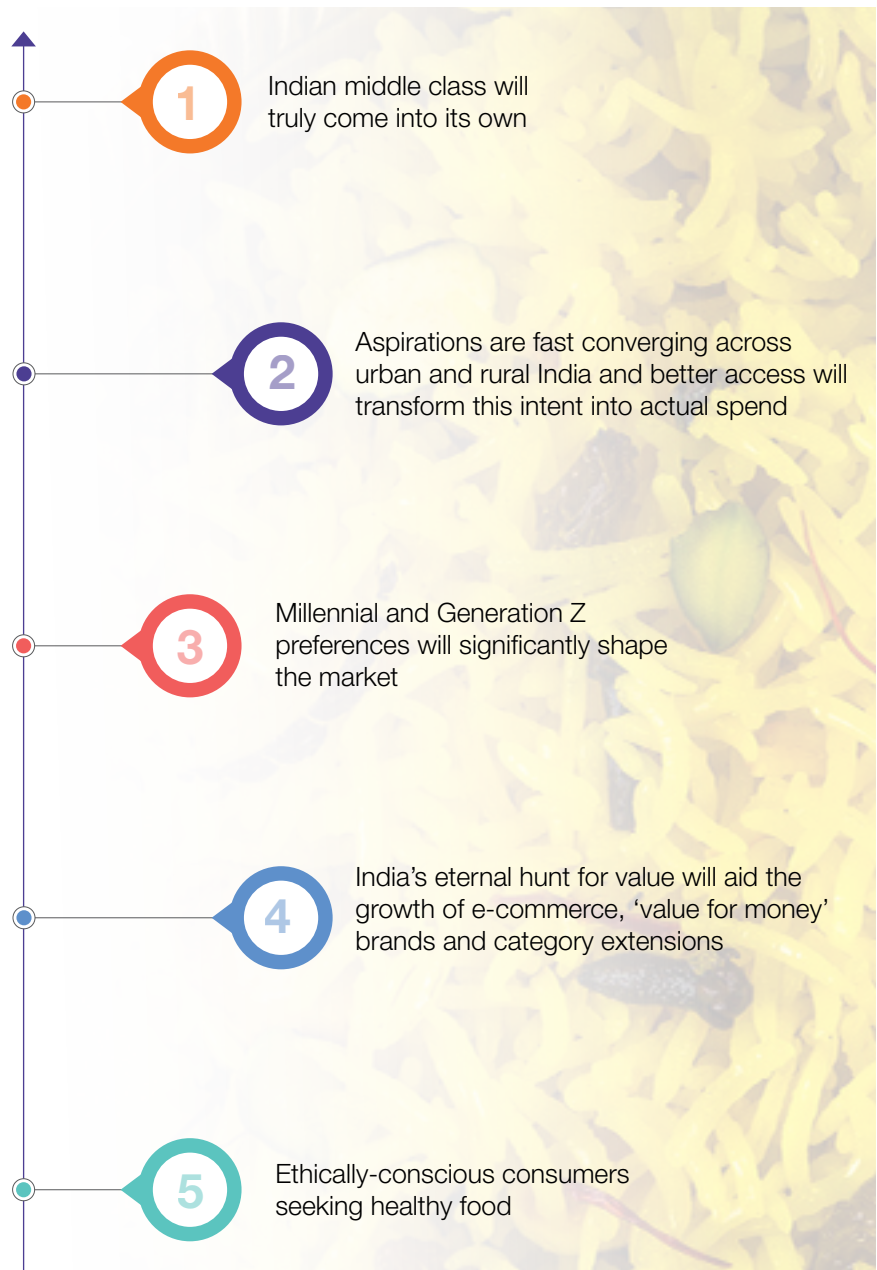 1
Indian middle class will
truly come into its own
2
Aspirations are fast converging across
urban and rural India and better access will
transform this intent into actual spend
3
Millennial and Generation Z
preferences will significantly shape
the market
4
India’s eternal hunt for value will aid the
growth of e-commerce, ‘value for money’
brands and category extensions
5
Ethically-conscious consumers
seeking healthy food